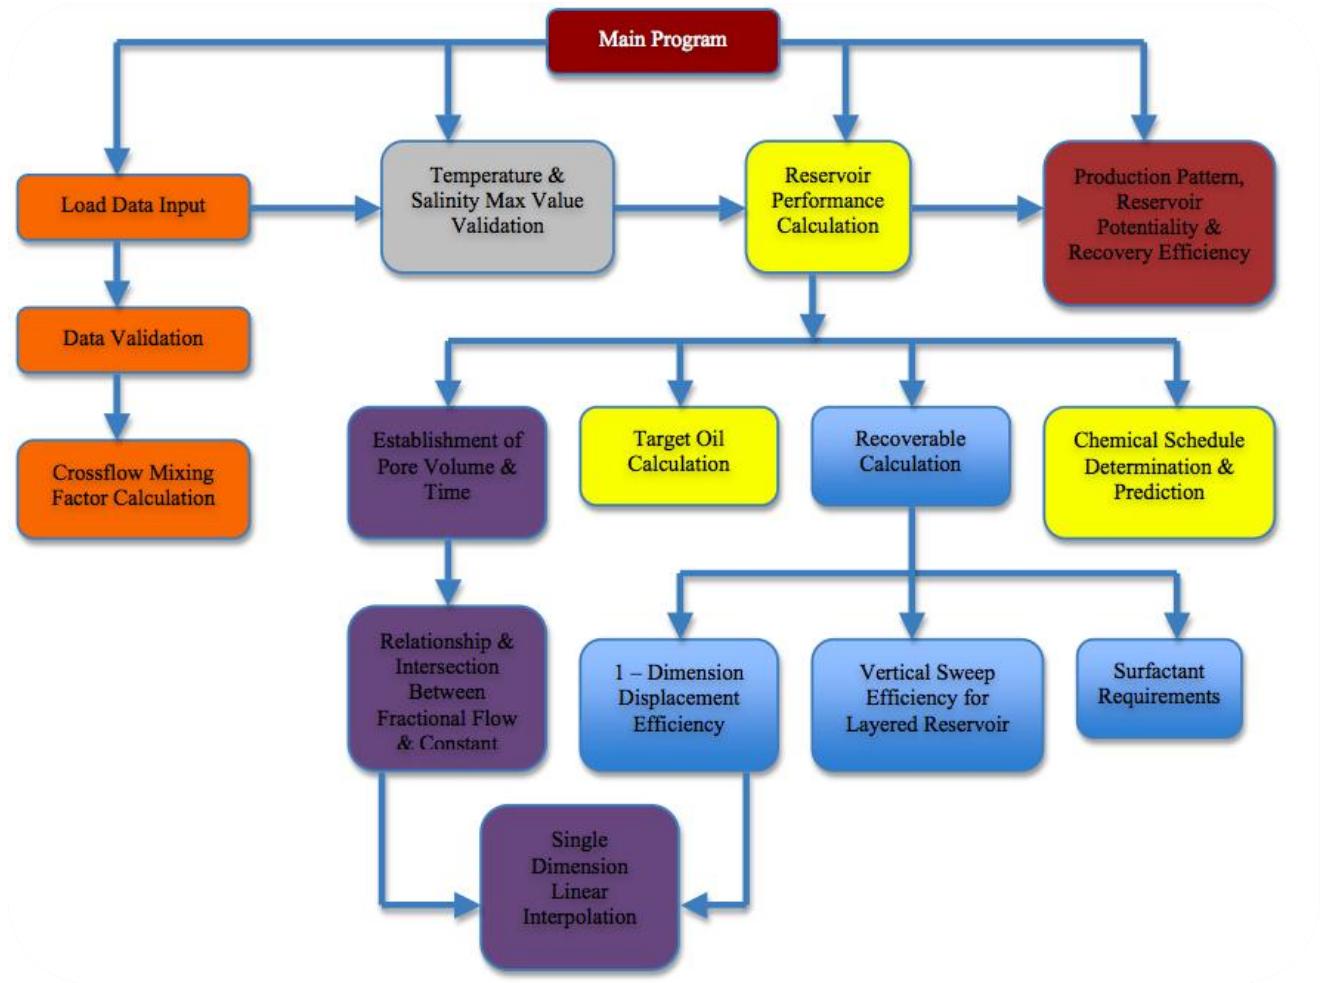 Main Program
Load Data Input
Temperature &
Salinity Max Value
Validation
Reservoir
Performance
Calculation
Production Pattern,
Reservoir
Potentiality &
Recovery Efficiency
Data Validation
Crossflow Mixing
Factor Calculation
Establishment of
Pore Volume &
Time
Target Oil
Calculation
Recoverable
Calculation
Chemical Schedule
Determination &
Prediction
Relationship &
Intersection
Between
Fractional Flow
& Constant
1 – Dimension
Displacement
Efficiency
Vertical Sweep
Efficiency for
Layered Reservoir
Surfactant
Requirements
Single
Dimension
Linear
Interpolation